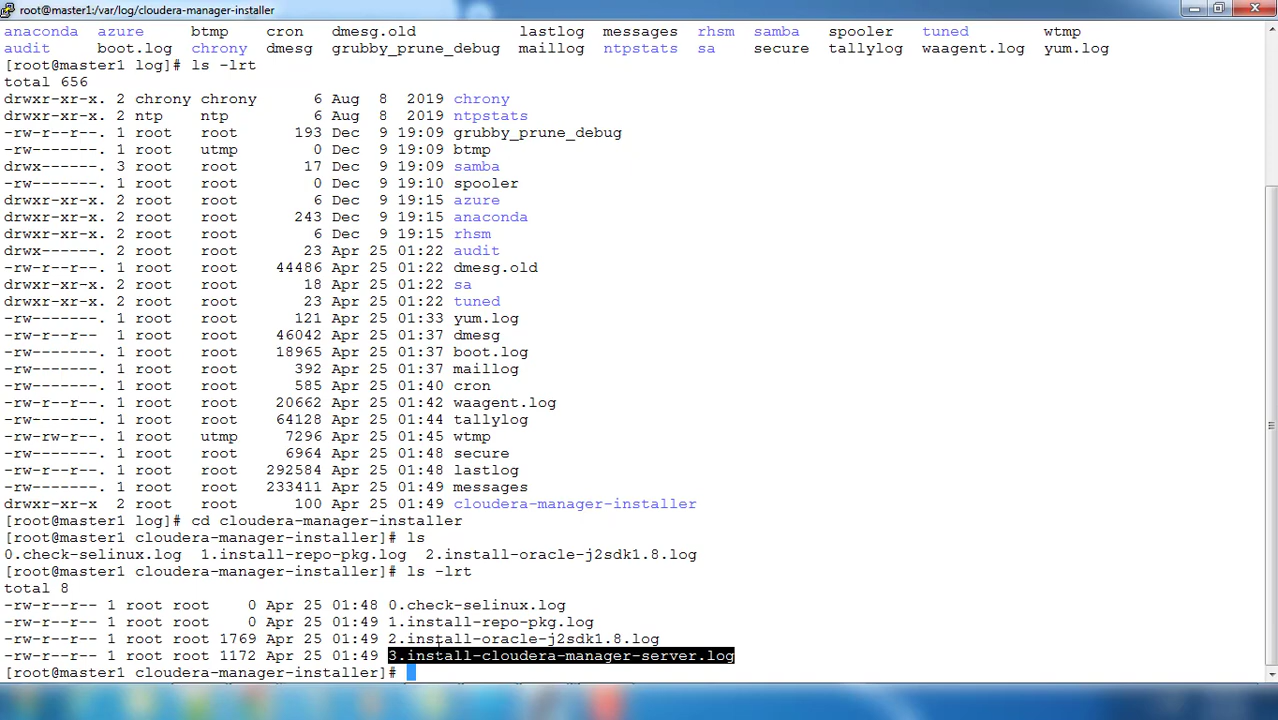 root@master1:/var/log/cloudera-manager-installer
anaconda azure btmp cron dmesg.old lastlog messages rhsm samba spooler tuned wtmp
audit boot.log chrony dmesg grubby_prune_debug maillog ntpstats sa secure tallylog waagent.log yum.log
[root@master1 log]# ls -lrt
total 656
drwxr-xr-x. 2 chrony chrony 6 Aug 8 2019 chrony
drwxr-xr-x. 2 ntp ntp 6 Aug 8 2019 ntpstats
-rw-r--r--. 1 root root 193 Dec 9 19:09 grubby_prune_debug
-rw-------. 1 root utmp 0 Dec 9 19:09 btmp
drwx------. 3 root root 17 Dec 9 19:09 samba
-rw-------. 1 root root 0 Dec 9 19:10 spooler
drwxr-xr-x. 2 root root 6 Dec 9 19:15 azure
drwxr-xr-x. 2 root root 243 Dec 9 19:15 anaconda
drwxr-xr-x. 2 root root 6 Dec 9 19:15 rhsm
drwx------. 2 root root 23 Apr 25 01:22 audit
-rw-r--r--. 1 root root 44486 Apr 25 01:22 dmesg.old
drwxr-xr-x. 2 root root 18 Apr 25 01:22 sa
drwxr-xr-x. 2 root root 23 Apr 25 01:22 tuned
-rw-------. 1 root root 121 Apr 25 01:33 yum.log
-rw-r--r--. 1 root root 46042 Apr 25 01:37 dmesg
-rw-------. 1 root root 18965 Apr 25 01:37 boot.log
-rw-------. 1 root root 392 Apr 25 01:37 maillog
-rw-------. 1 root root 585 Apr 25 01:40 cron
-rw-r--r--. 1 root root 20662 Apr 25 01:42 waagent.log
-rw-------. 1 root root 64128 Apr 25 01:44 tallylog
-rw-rw-r--. 1 root utmp 7296 Apr 25 01:45 wtmp
-rw-------. 1 root root 6964 Apr 25 01:48 secure
-rw-r--r--. 1 root root 292584 Apr 25 01:48 lastlog
-rw-------. 1 root root 233411 Apr 25 01:49 messages
drwxr-xr-x 2 root root 100 Apr 25 01:49 cloudera-manager-installer
[root@master1 log]# cd cloudera-manager-installer
[root@master1 cloudera-manager-installer]# ls
0.check-selinux.log 1.install-repo-pkg.log 2.install-oracle-j2sdk1.8.log
[root@master1 cloudera-manager-installer]# ls -lrt
total 8
-rw-r--r-- 1 root root 0 Apr 25 01:48 0.check-selinux.log
-rw-r--r-- 1 root root 0 Apr 25 01:49 1.install-repo-pkg.log
-rw-r--r-- 1 root root 1769 Apr 25 01:49 2.install-oracle-j2sdk1.8.log
-rw-r--r-- 1 root root 1172 Apr 25 01:49 3.install-cloudera-manager-server.log
[root@master1 cloudera-manager-installer]#